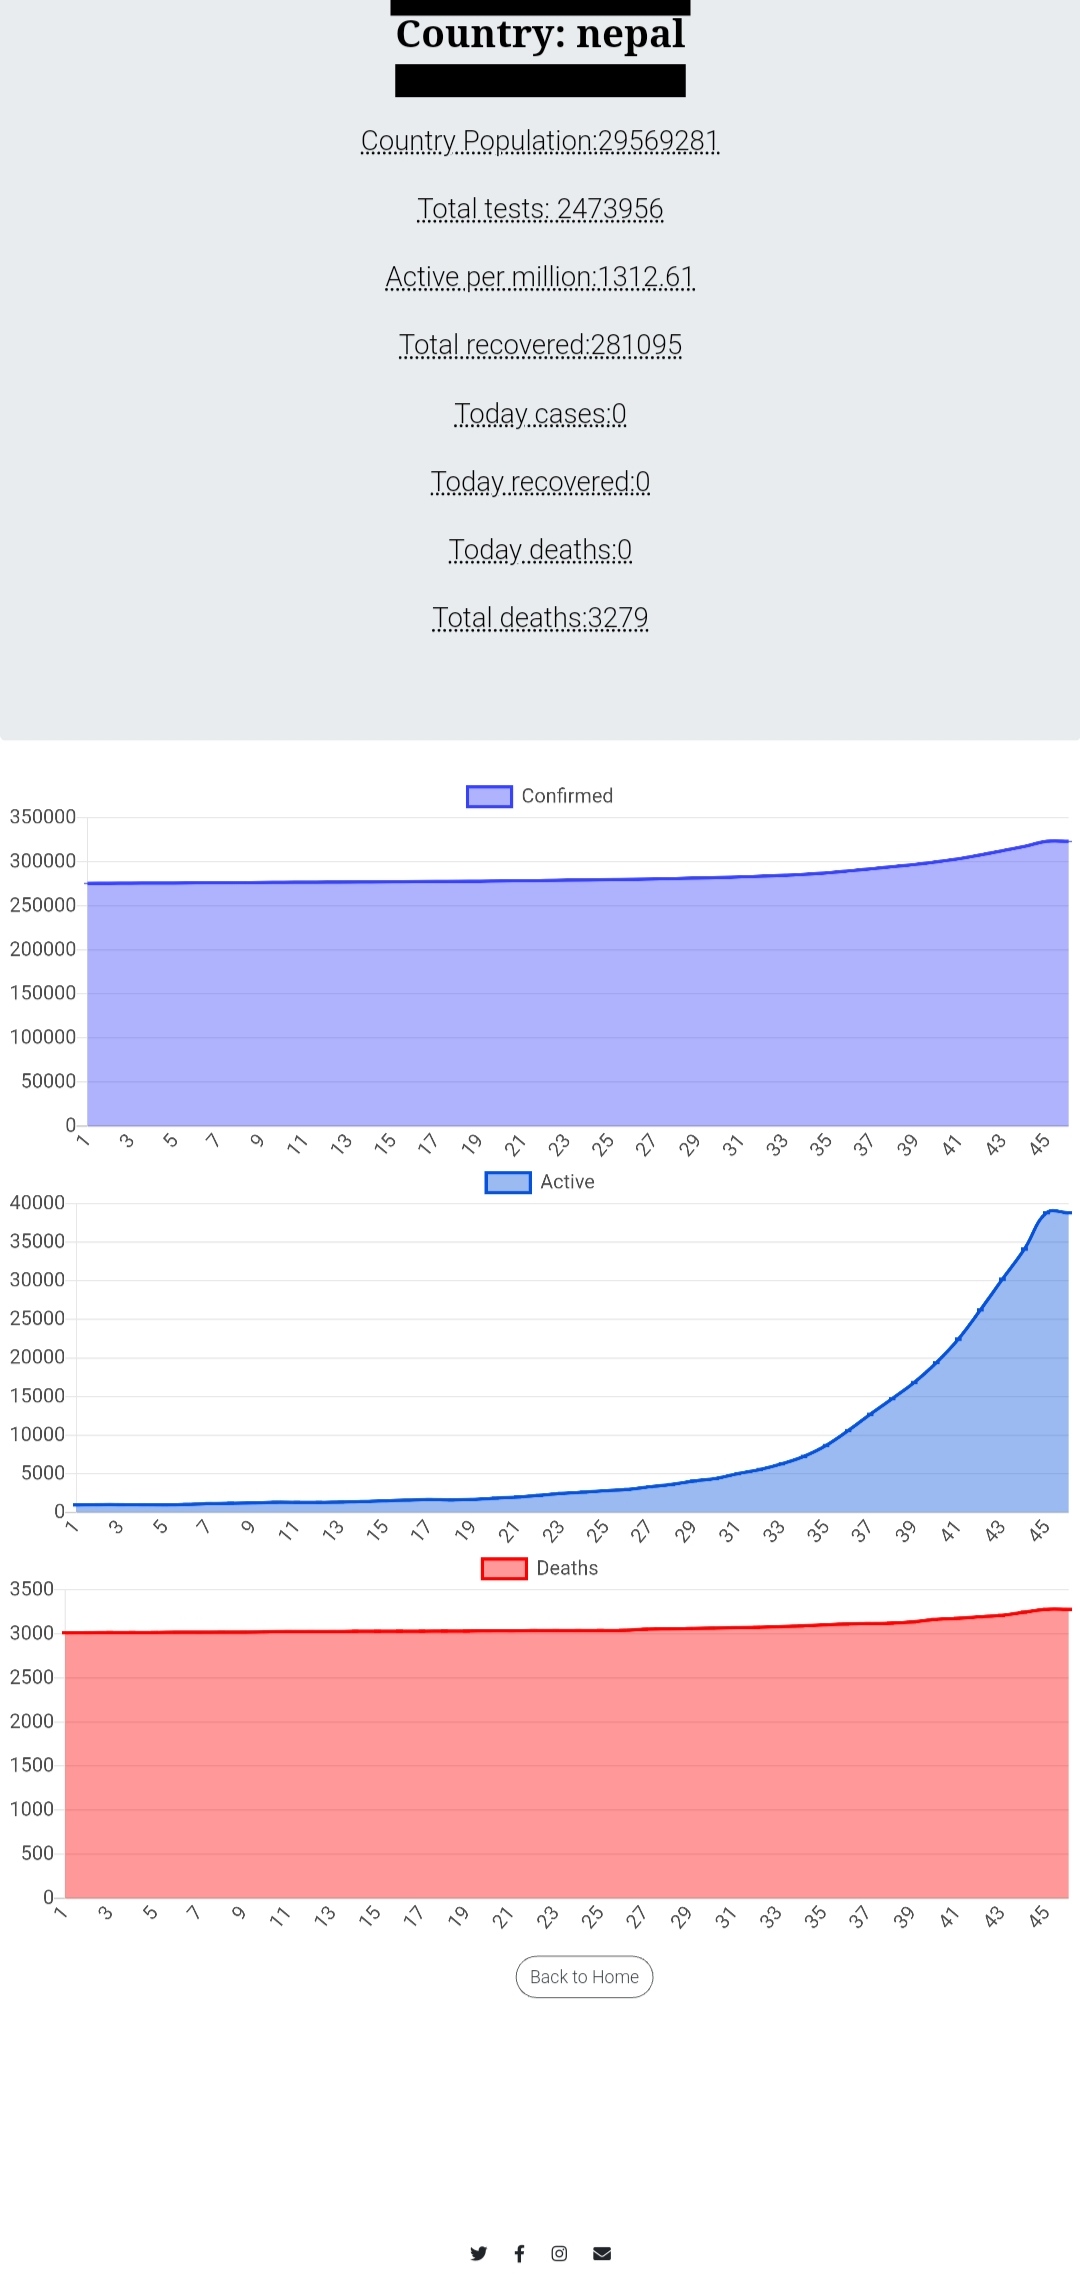 Country: nepal
Country Population:29569281
Total tests: 2473956
Active per million:1312.61
Total recovered:281095
Today cases:0
Today recovered:0
Today deaths:0
Total deaths:3279
Confirmed
350000
300000
250000
200000
150000
100000
50000
0
1 3 5 7 9 11 13 15 17 19 21 23 25 27 29 31 33 35 37 39 41 43 45
Active
40000
35000
30000
25000
20000
15000
10000
5000
0
1 3 5 7 9 11 13 15 17 19 21 23 25 27 29 31 33 35 37 39 41 43 45
Deaths
3500
3000
2500
2000
1500
1000
500
0
1 3 5 7 9 11 13 15 17 19 21 23 25 27 29 31 33 35 37 39 41 43 45
Back to Home